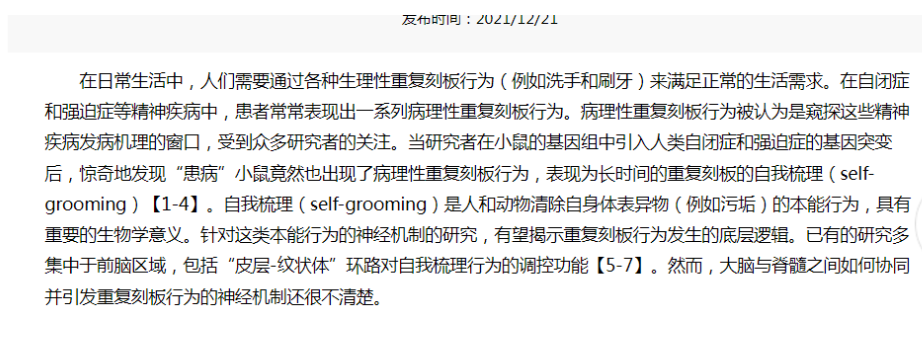 发布时间：2021/12/21
在日常生活中，人们需要通过各种生理性重复刻板行为（例如洗手和刷牙）来满足正常的生活需求。在自闭症
和强迫症等精神疾病中，患者常常表现出一系列病理性重复刻板行为。病理性重复刻板行为被认为是窥探这些精神
疾病发病机理的窗口，受到众多研究者的关注。当研究者在小鼠的基因组中引入人类自闭症和强迫症的基因突变
后，惊奇地发现“患病”小鼠竟然也出现了病理性重复刻板行为，表现为长时间的重复刻板的自我梳理（self-
grooming）【1-4】。自我梳理（self-grooming）是人和动物清除自身体表异物（例如污垢）的本能行为，具有
重要的生物学意义。针对这类本能行为的神经机制的研究，有望揭示重复刻板行为发生的底层逻辑。已有的研究多
集中于前脑区域，包括“皮层-纹状体”环路对自我梳理行为的调控功能【5-7】。然而，大脑与脊髓之间如何协同
并引发重复刻板行为的神经机制还很不清楚。